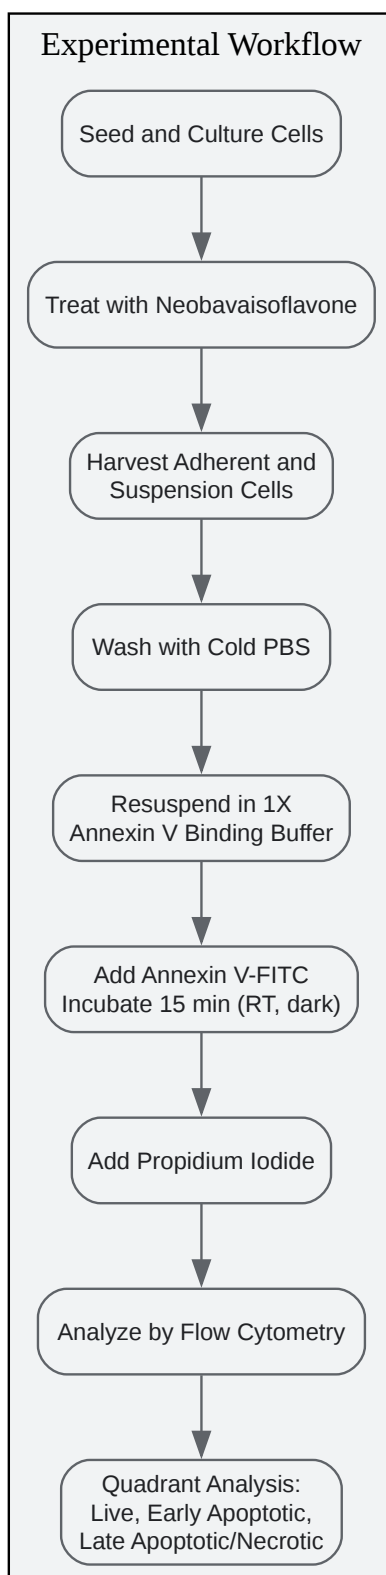 Experimental Workflow
Seed and Culture Cells
Treat with Neobavaisoflavone
Harvest Adherent and
Suspension Cells
Wash with Cold PBS
Resuspend in 1X
Annexin V Binding Buffer
Add Annexin V-FITC
Incubate 15 min (RT, dark)
Add Propidium Iodide
Analyze by Flow Cytometry
Quadrant Analysis:
Live, Early Apoptotic,
Late Apoptotic/Necrotic